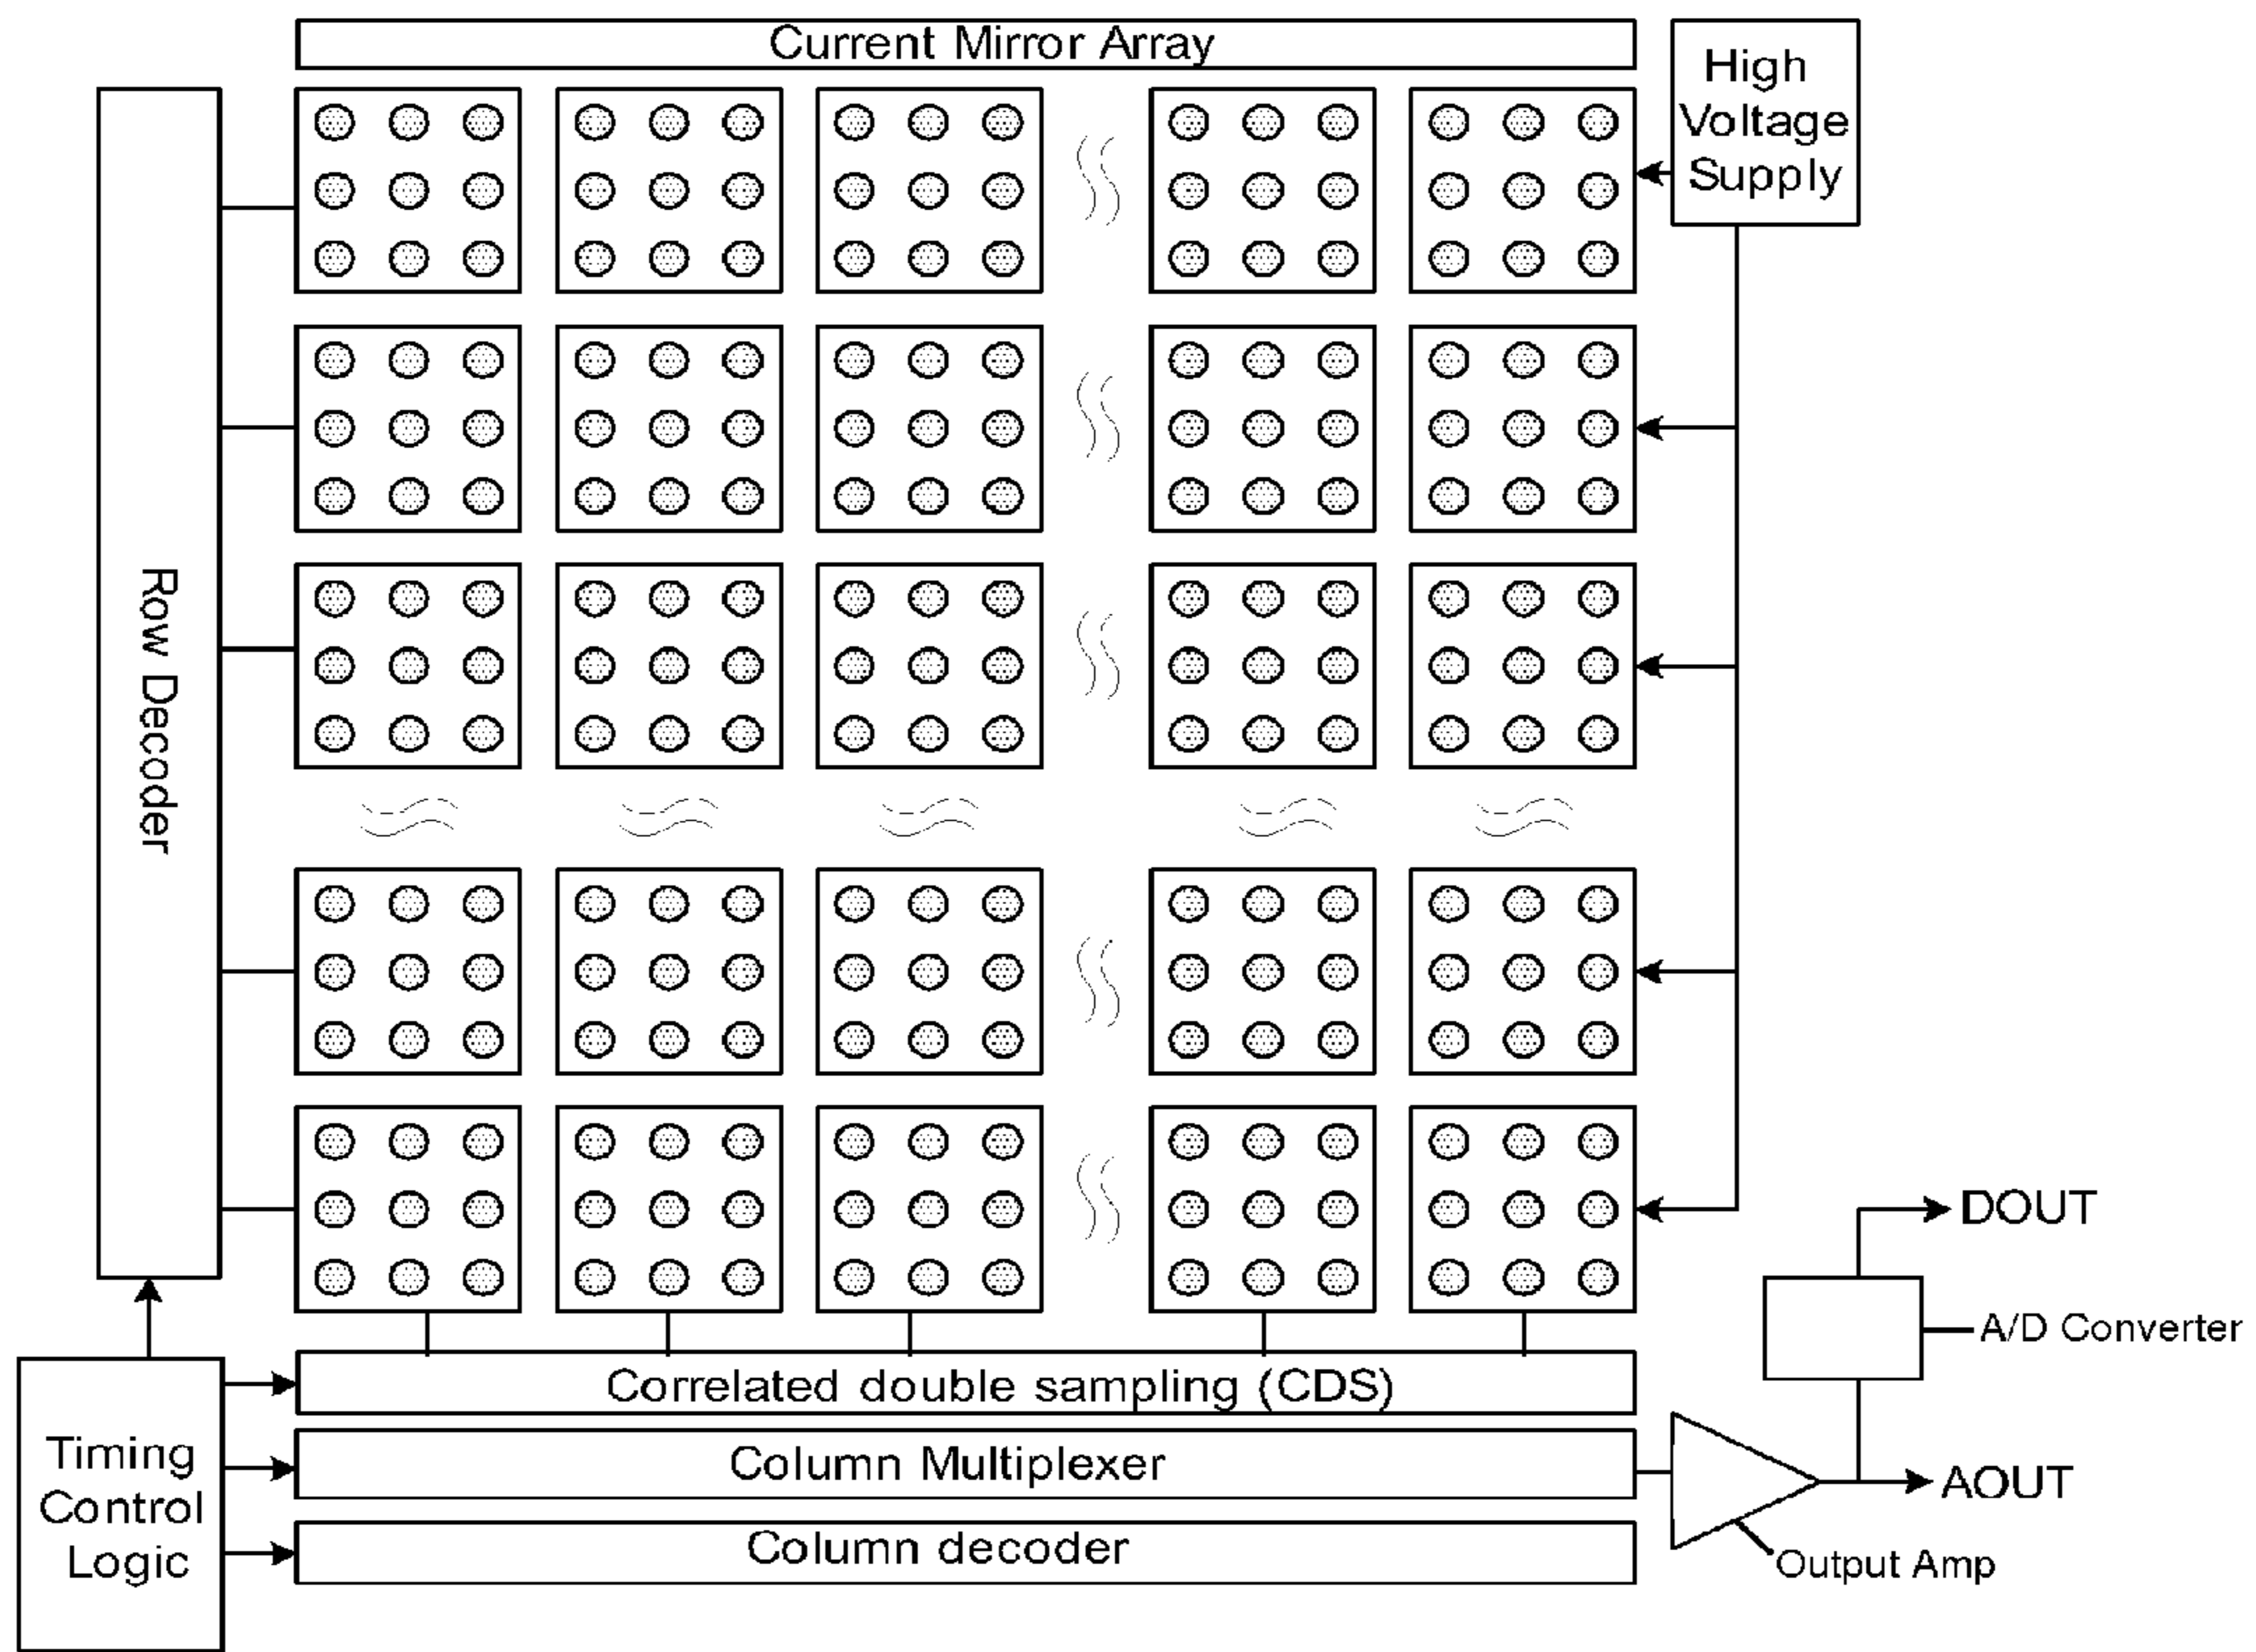 Current Mirror Array
High
Voltage
Supply
Row Decoder
DOUT
A/D Converter
Correlated double sampling (CDS)
Timing
Control
Logic
Column Multiplexer
AOUT
Column decoder
Output Amp